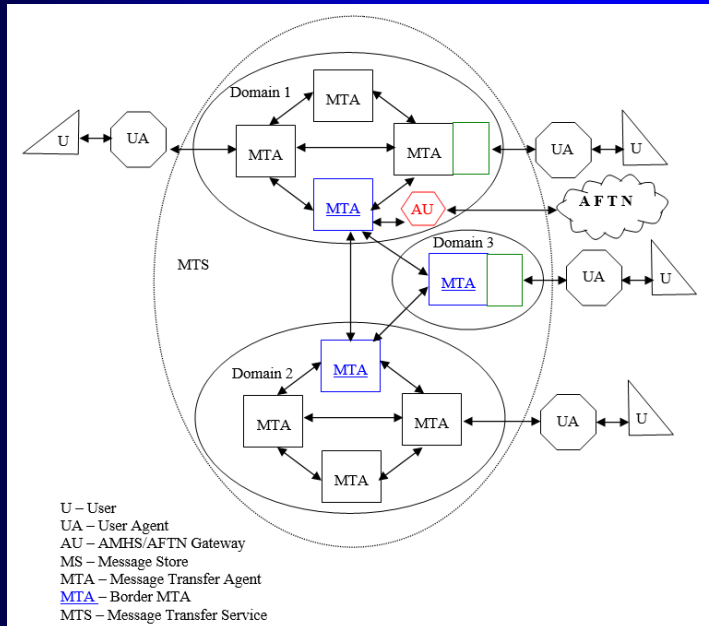 Domain 1
MTA
U
UA
MTA
MTA
UA
U
MTA
AU
A F T N
Domain 3
MTS
MTA
UA
U
Domain 2
MTA
MTA
MTA
UA
U
MTA
U – User
UA – User Agent
AU – AMHS/AFTN Gateway
MS – Message Store
MTA – Message Transfer Agent
MTA – Border MTA
MTS – Message Transfer Service